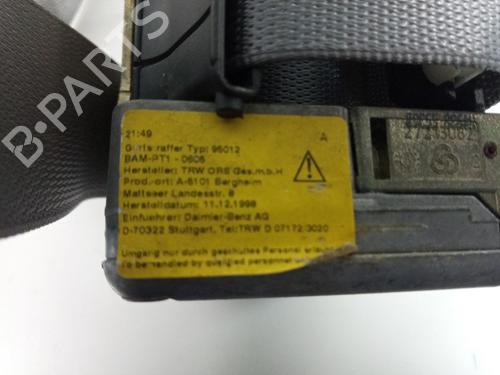 B-PARTS
21:49
Gurtstraffer Typ: 95012 A
BAM-PT1 - 0606
Hersteller: TRW ORS Ges.m.b.H
Prod.-ort: A-5101 Bergheim
Mattseer Landesstr. 8
Herstelldatum: 11.12.1998
Einfuehrer: Daimler-Benz AG
D-70322 Stuttgart, Tel:TRW D 07172/3020
Umgang nur durch geschultes Personal
To be handled by qualified personnel